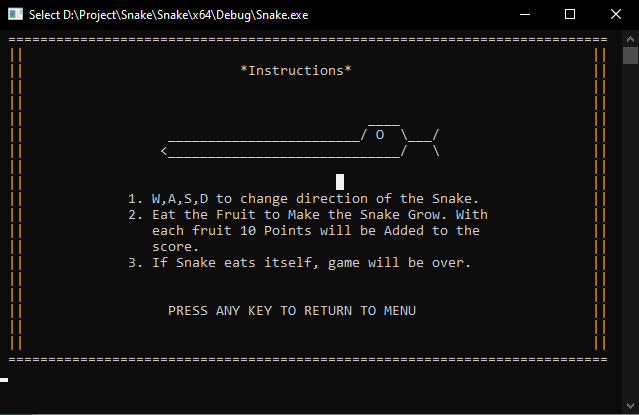 Select D:\Project\Snake\Snake\x64\Debug\Snake.exe
*Instructions*
O
1. W,A,S,D to change direction of the Snake.
2. Eat the Fruit to Make the Snake Grow. With
each fruit 10 Points will be Added to the
score.
3. If Snake eats itself, game will be over.
PRESS ANY KEY TO RETURN TO MENU